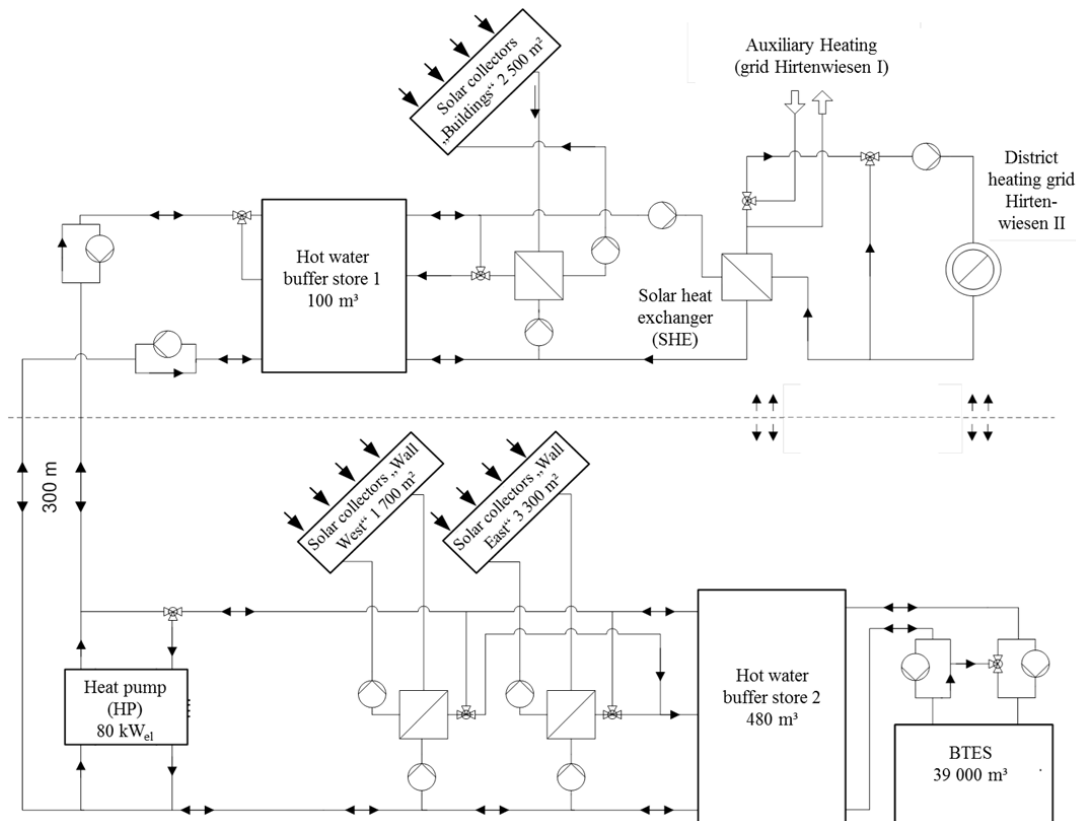 Solar collectors
„Buildings“ 2 500 m²
Auxiliary Heating
(grid Hirtenwiesen I)
District
heating grid
Hirten-
wiesen II
Hot water
buffer store 1
100 m³
Solar heat
exchanger
(SHE)
300 m
Solar collectors „Wall
West“ 1 700 m²
Solar collectors „Wall
East“ 3 300 m²
Heat pump
(HP)
80 kWel
Hot water
buffer store 2
480 m³
BTES
39 000 m³